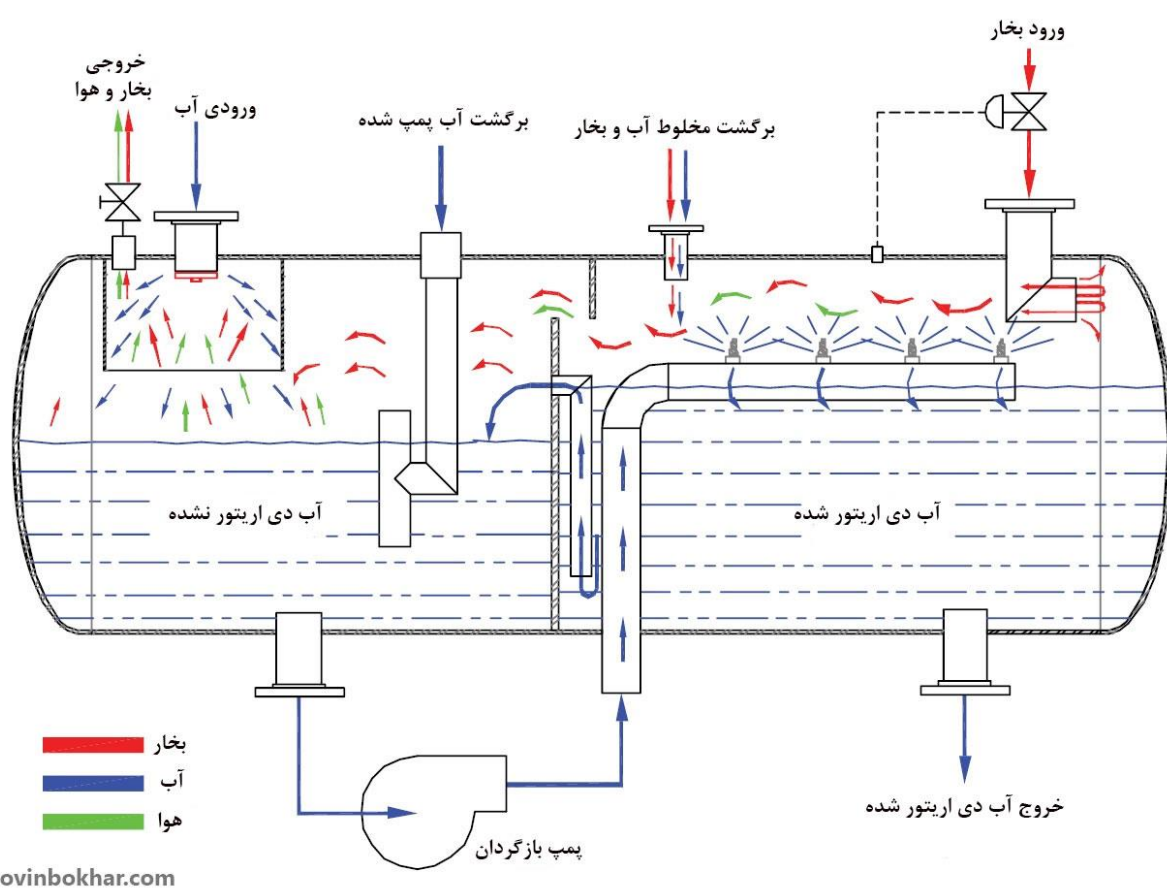 ورود بخار
خروجی
بخار و هوا
ورودی آب
برگشت آب پمپ شده
برگشت مخلوط آب و بخار
آب دی اریتور نشده
آب دی اریتور شده
بخار
آب
هوا
پمپ بازگردان
خروج آب دی اریتور شده
ovinbokhar.com